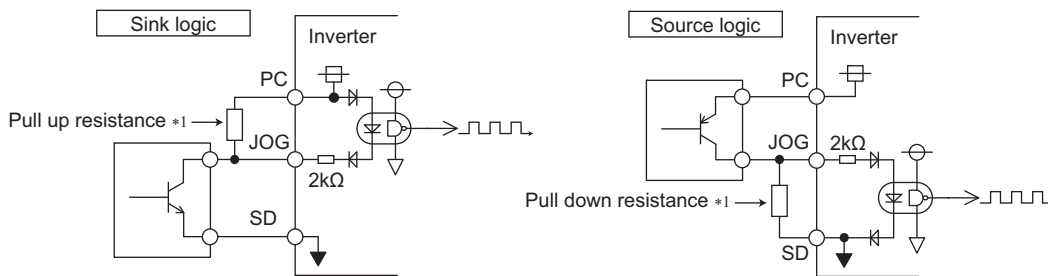 Sink logic
Inverter
PC
Pull up resistance *1
JOG
2kΩ
SD
Source logic
Inverter
PC
JOG
2kΩ
Pull down resistance *1
SD